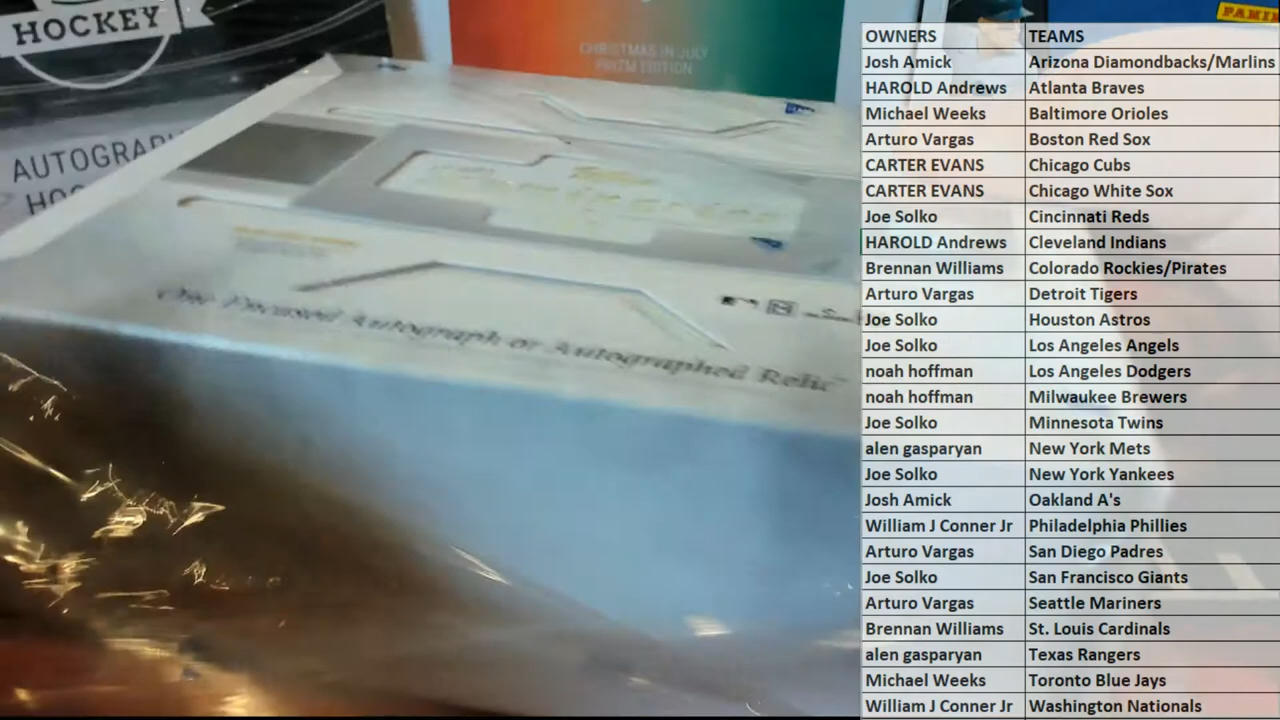 HOCKEY
AUTOGRAPH
CHRISTMAS IN JULY
PRIZM EDITION
One Encased Autograph or Autographed Relic
PANINI
OWNERS TEAMS
Josh Amick Arizona Diamondbacks/Marlins
HAROLD Andrews Atlanta Braves
Michael Weeks Baltimore Orioles
Arturo Vargas Boston Red Sox
CARTER EVANS Chicago Cubs
CARTER EVANS Chicago White Sox
Joe Solko Cincinnati Reds
HAROLD Andrews Cleveland Indians
Brennan Williams Colorado Rockies/Pirates
Arturo Vargas Detroit Tigers
Joe Solko Houston Astros
Joe Solko Los Angeles Angels
noah hoffman Los Angeles Dodgers
noah hoffman Milwaukee Brewers
Joe Solko Minnesota Twins
alen gasparyan New York Mets
Joe Solko New York Yankees
Josh Amick Oakland A's
William J Conner Jr Philadelphia Phillies
Arturo Vargas San Diego Padres
Joe Solko San Francisco Giants
Arturo Vargas Seattle Mariners
Brennan Williams St. Louis Cardinals
alen gasparyan Texas Rangers
Michael Weeks Toronto Blue Jays
William J Conner Jr Washington Nationals